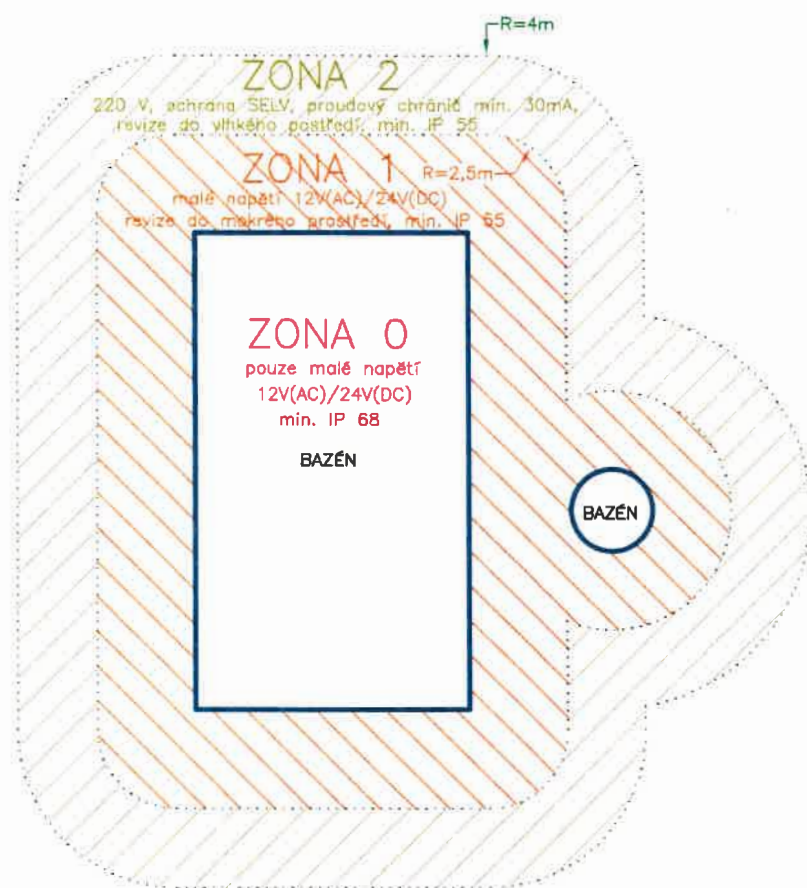 R=4m
ZONA 2
220 V, ochrana SELV, proudový chránič min. 30mA,
revize do vlhkého postředí, min. IP 55
ZONA 1
R=2,5m
malé napětí 12V(AC)/24V(DC)
revize do mokrého prostředí, min. IP 65
ZONA 0
pouze malé napětí
12V(AC)/24V(DC)
min. IP 68
BAZÉN
BAZÉN